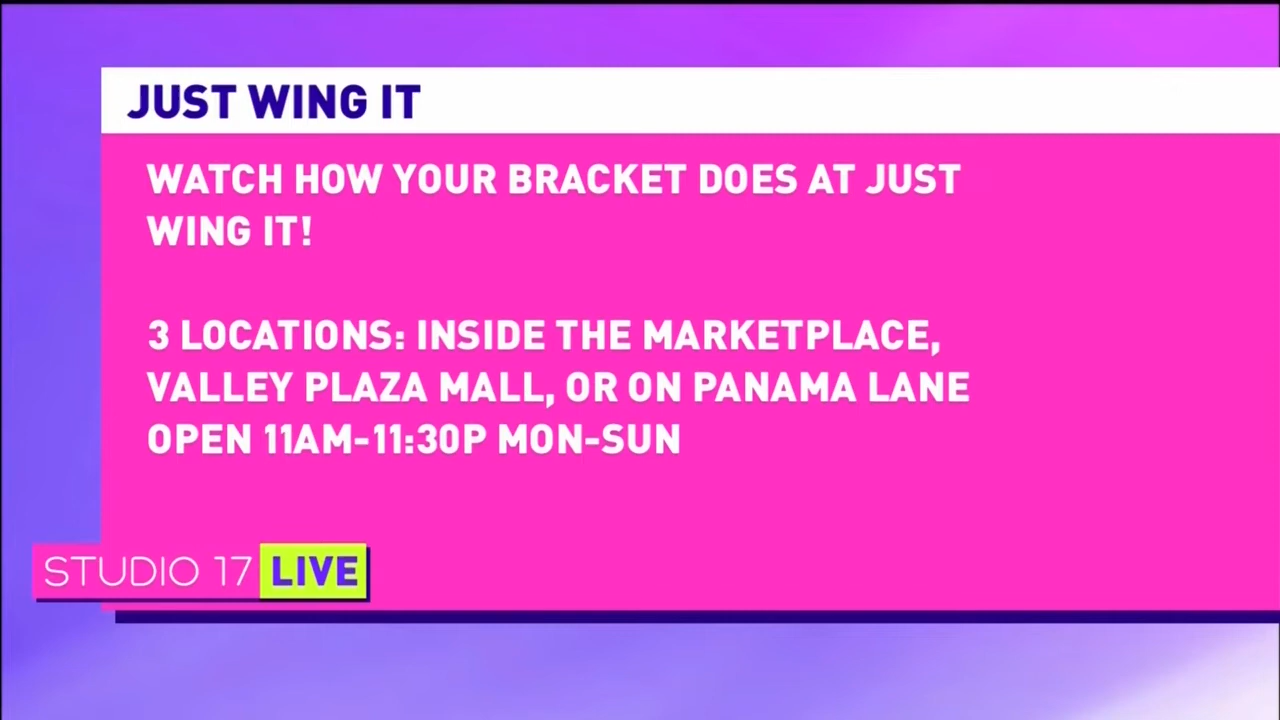 JUST WING IT
WATCH HOW YOUR BRACKET DOES AT JUST
WING IT!
3 LOCATIONS: INSIDE THE MARKETPLACE,
VALLEY PLAZA MALL, OR ON PANAMA LANE
OPEN 11AM-11:30P MON-SUN
STUDIO 17 LIVE